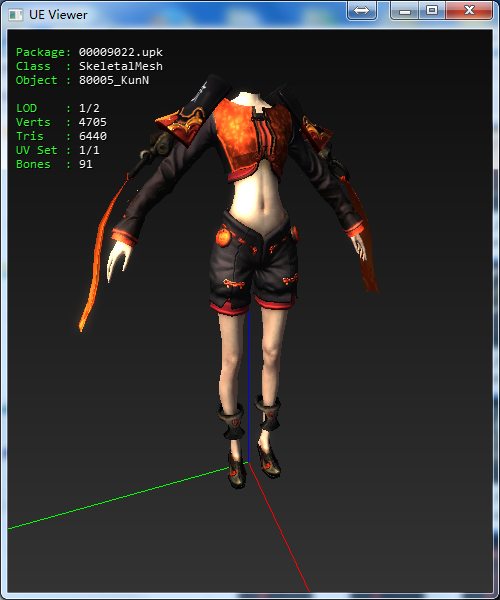 UE Viewer
Package: 00009022.upk
Class : SkeletalMesh
Object : 80005_KunN
LOD : 1/2
Verts : 4705
Tris : 6440
UV Set : 1/1
Bones : 91